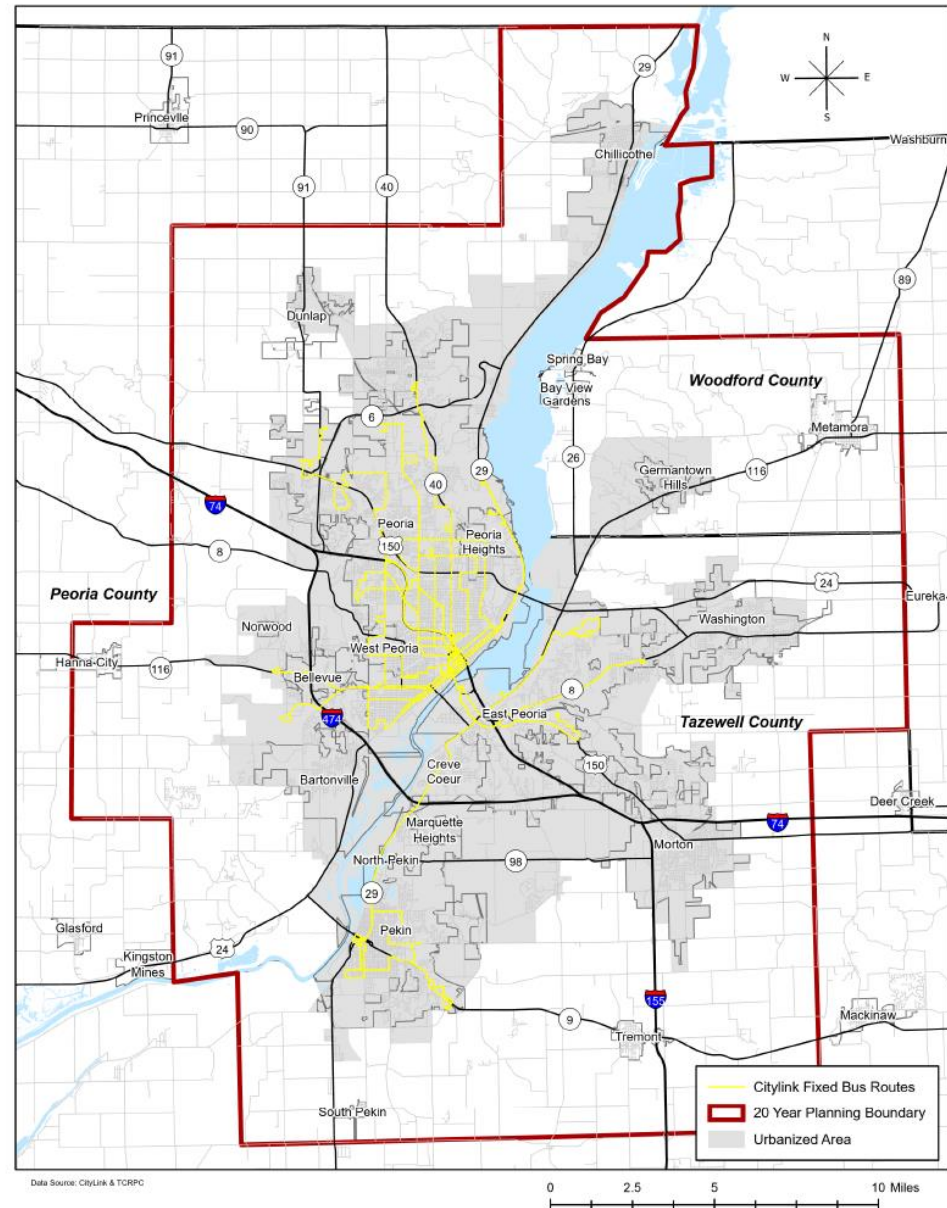 N
W E
S
91
29
Princevlle
90
Chillicothe
Washburn
91
40
89
Dunlap
Spring Bay
Bay View
Gardens
Woodford County
6
Metamora
26
29
Germantown
Hills
116
40
74
Peoria
150
Peoria
Heights
8
24
Peoria County
Eureka
Washington
Norwood
West Peoria
Hanna-City
116
Bellevue
8
474
East Peoria
Tazewell County
Creve
Coeur
150
Bartonville
Deer Creek
74
Marquette
Heights
Morton
North-Pekin
98
29
Glasford
Pekin
24
Kingston
Mines
155
9
Mackinaw
Tremont
South Pekin
Citylink Fixed Bus Routes
20 Year Planning Boundary
Urbanized Area
Data Source: CityLink & TCRPC
0 2.5 5 10 Miles